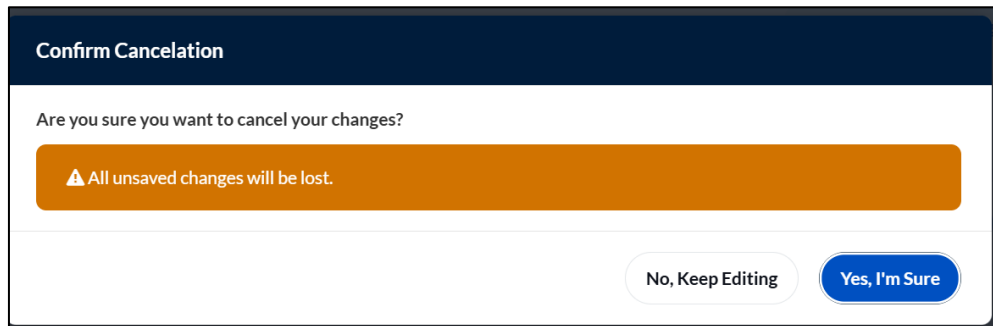 Confirm Cancelation
Are you sure you want to cancel your changes?
All unsaved changes will be lost.
No, Keep Editing
Yes, I'm Sure